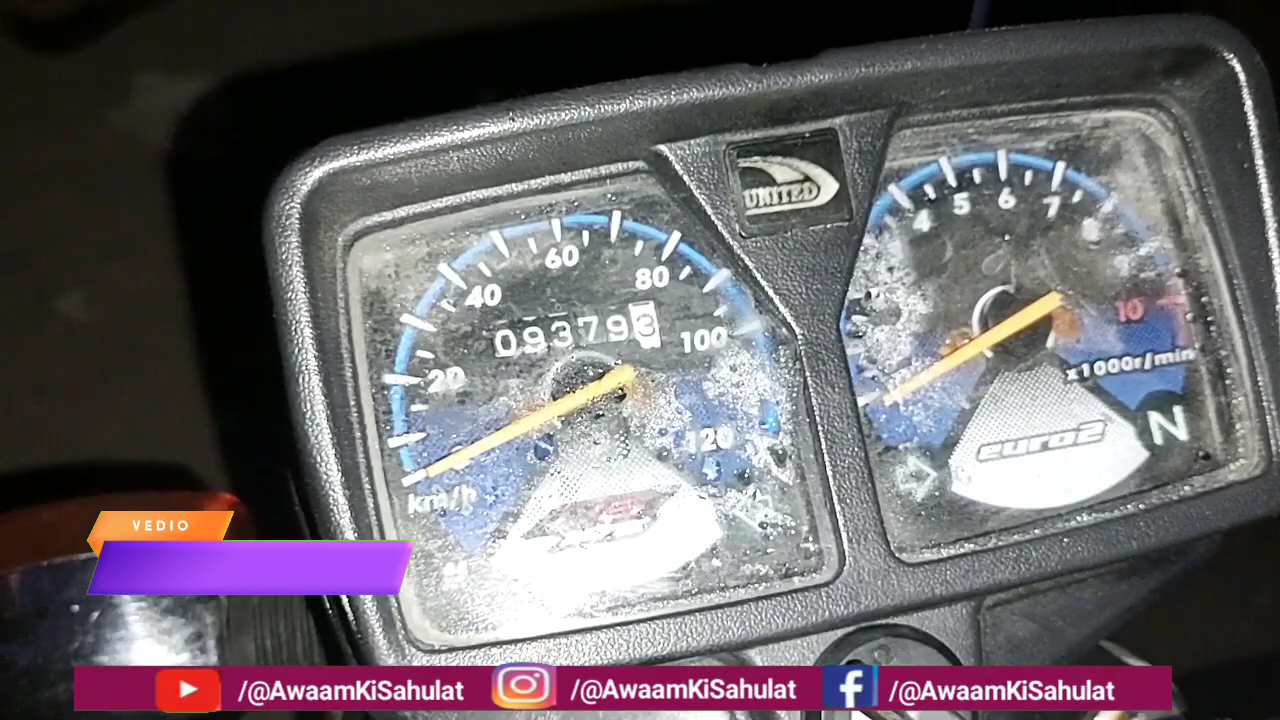 UNITED
4 5 6 7
60
40 80
093793
100
10
20
x1000r/min
120
euro2
N
km/h
VEDIO
/@AwaamKiSahulat /@AwaamKiSahulat /@AwaamKiSahulat